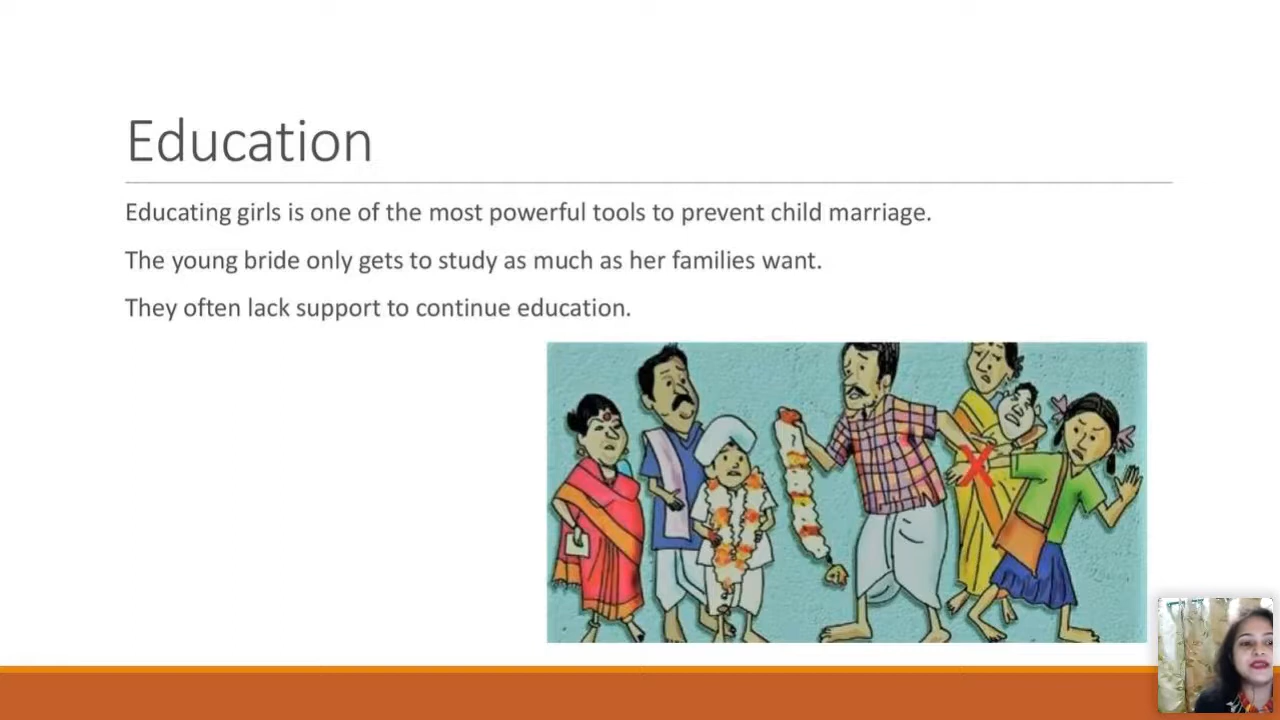 Education
Educating girls is one of the most powerful tools to prevent child marriage.
The young bride only gets to study as much as her families want.
They often lack support to continue education.